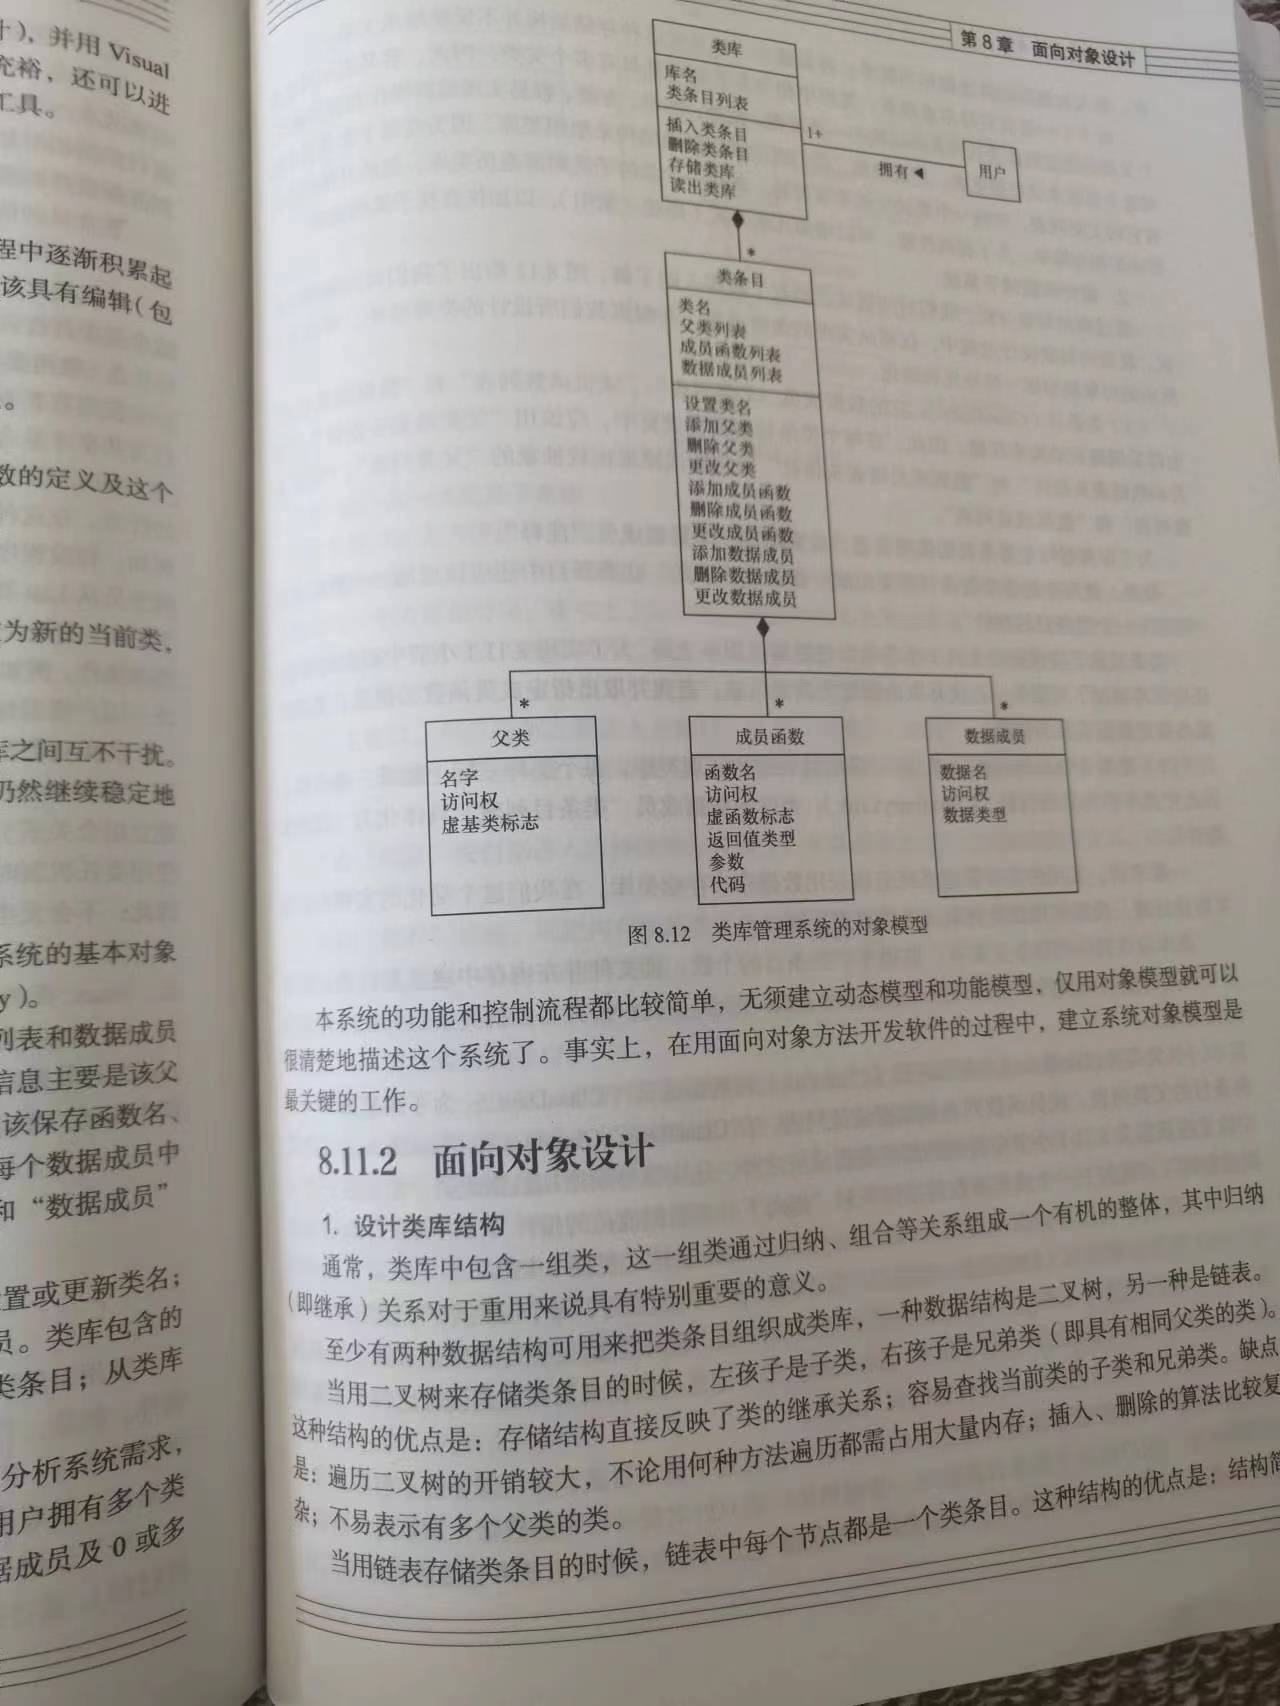 计)，并用 Visual
充裕，还可以进
工具。
程中逐渐积累起
该具有编辑(包
数的定义及这个
为新的当前类，
库之间互不干扰。
仍然继续稳定地
系统的基本对象
y)。
列表和数据成员
信息主要是该父
该保存函数名、
每个数据成员中
和“数据成员”
置或更新类名；
员。类库包含的
类条目；从类库
分析系统需求，
用户拥有多个类
据成员及 0 或多
第 8 章 面向对象设计
类库
库名
类条目列表
插入类条目
删除类条目
存储类库
读出类库
1+
拥有◀
用户
*
类条目
类名
父类列表
成员函数列表
数据成员列表
设置类名
添加父类
删除父类
更改父类
添加成员函数
删除成员函数
更改成员函数
添加数据成员
删除数据成员
更改数据成员
*
*
*
父类
名字
访问权
虚基类标志
成员函数
函数名
访问权
虚函数标志
返回值类型
参数
代码
数据成员
数据名
访问权
数据类型
图 8.12 类库管理系统的对象模型
本系统的功能和控制流程都比较简单，无须建立动态模型和功能模型，仅用对象模型就可以
很清楚地描述这个系统了。事实上，在用面向对象方法开发软件的过程中，建立系统对象模型是
最关键的工作。
8.11.2 面向对象设计
1. 设计类库结构
通常，类库中包含一组类，这一组类通过归纳、组合等关系组成一个有机的整体，其中归纳
(即继承) 关系对于重用来说具有特别重要的意义。
至少有两种数据结构可用来把类条目组织成类库，一种数据结构是二叉树，另一种是链表。
当用二叉树来存储类条目的时候，左孩子是子类，右孩子是兄弟类 (即具有相同父类的类)。
这种结构的优点是：存储结构直接反映了类的继承关系；容易查找当前类的子类和兄弟类。缺点
是：遍历二叉树的开销较大，不论用何种方法遍历都需占用大量内存；插入、删除的算法比较复
杂；不易表示有多个父类的类。
当用链表存储类条目的时候，链表中每个节点都是一个类条目。这种结构的优点是：结构简